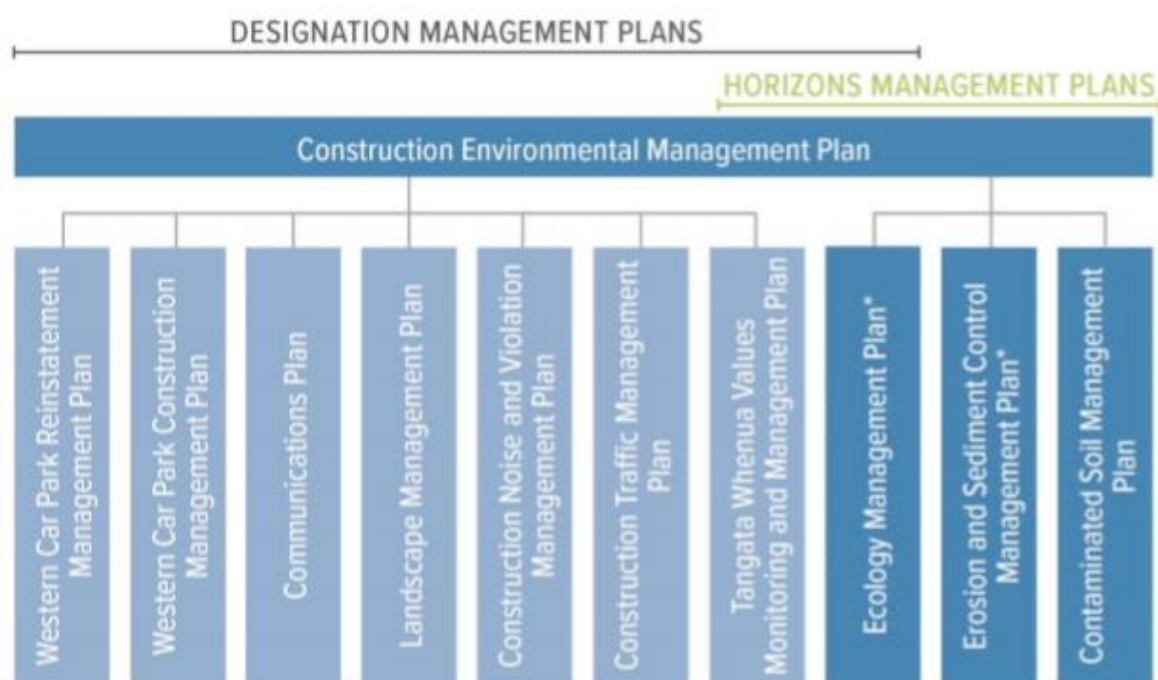 DESIGNATION MANAGEMENT PLANS
HORIZONS MANAGEMENT PLANS
Construction Environmental Management Plan
Western Car Park Reinstatement
Management Plan
Western Car Park Construction
Management Plan
Communications Plan
Landscape Management Plan
Construction Noise and Violation
Management Plan
Construction Traffic Management
Plan
Tangata Whenua Values
Monitoring and Management Plan
Ecology Management Plan*
Erosion and Sediment Control
Management Plan*
Contaminated Soil Management
Plan